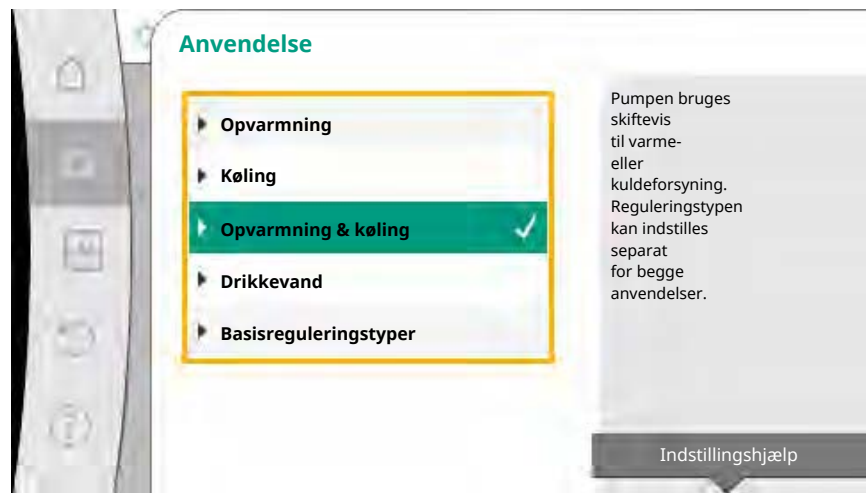 Anvendelse
Opvarmning
Køling
Opvarmning & køling
Drikkevand
Basisreguleringstyper
Pumpen bruges
skiftevis
til varme-
eller
kuldeforsyning.
Reguleringstypen
kan indstilles
separat
for begge
anvendelser.
Indstillingshjælp